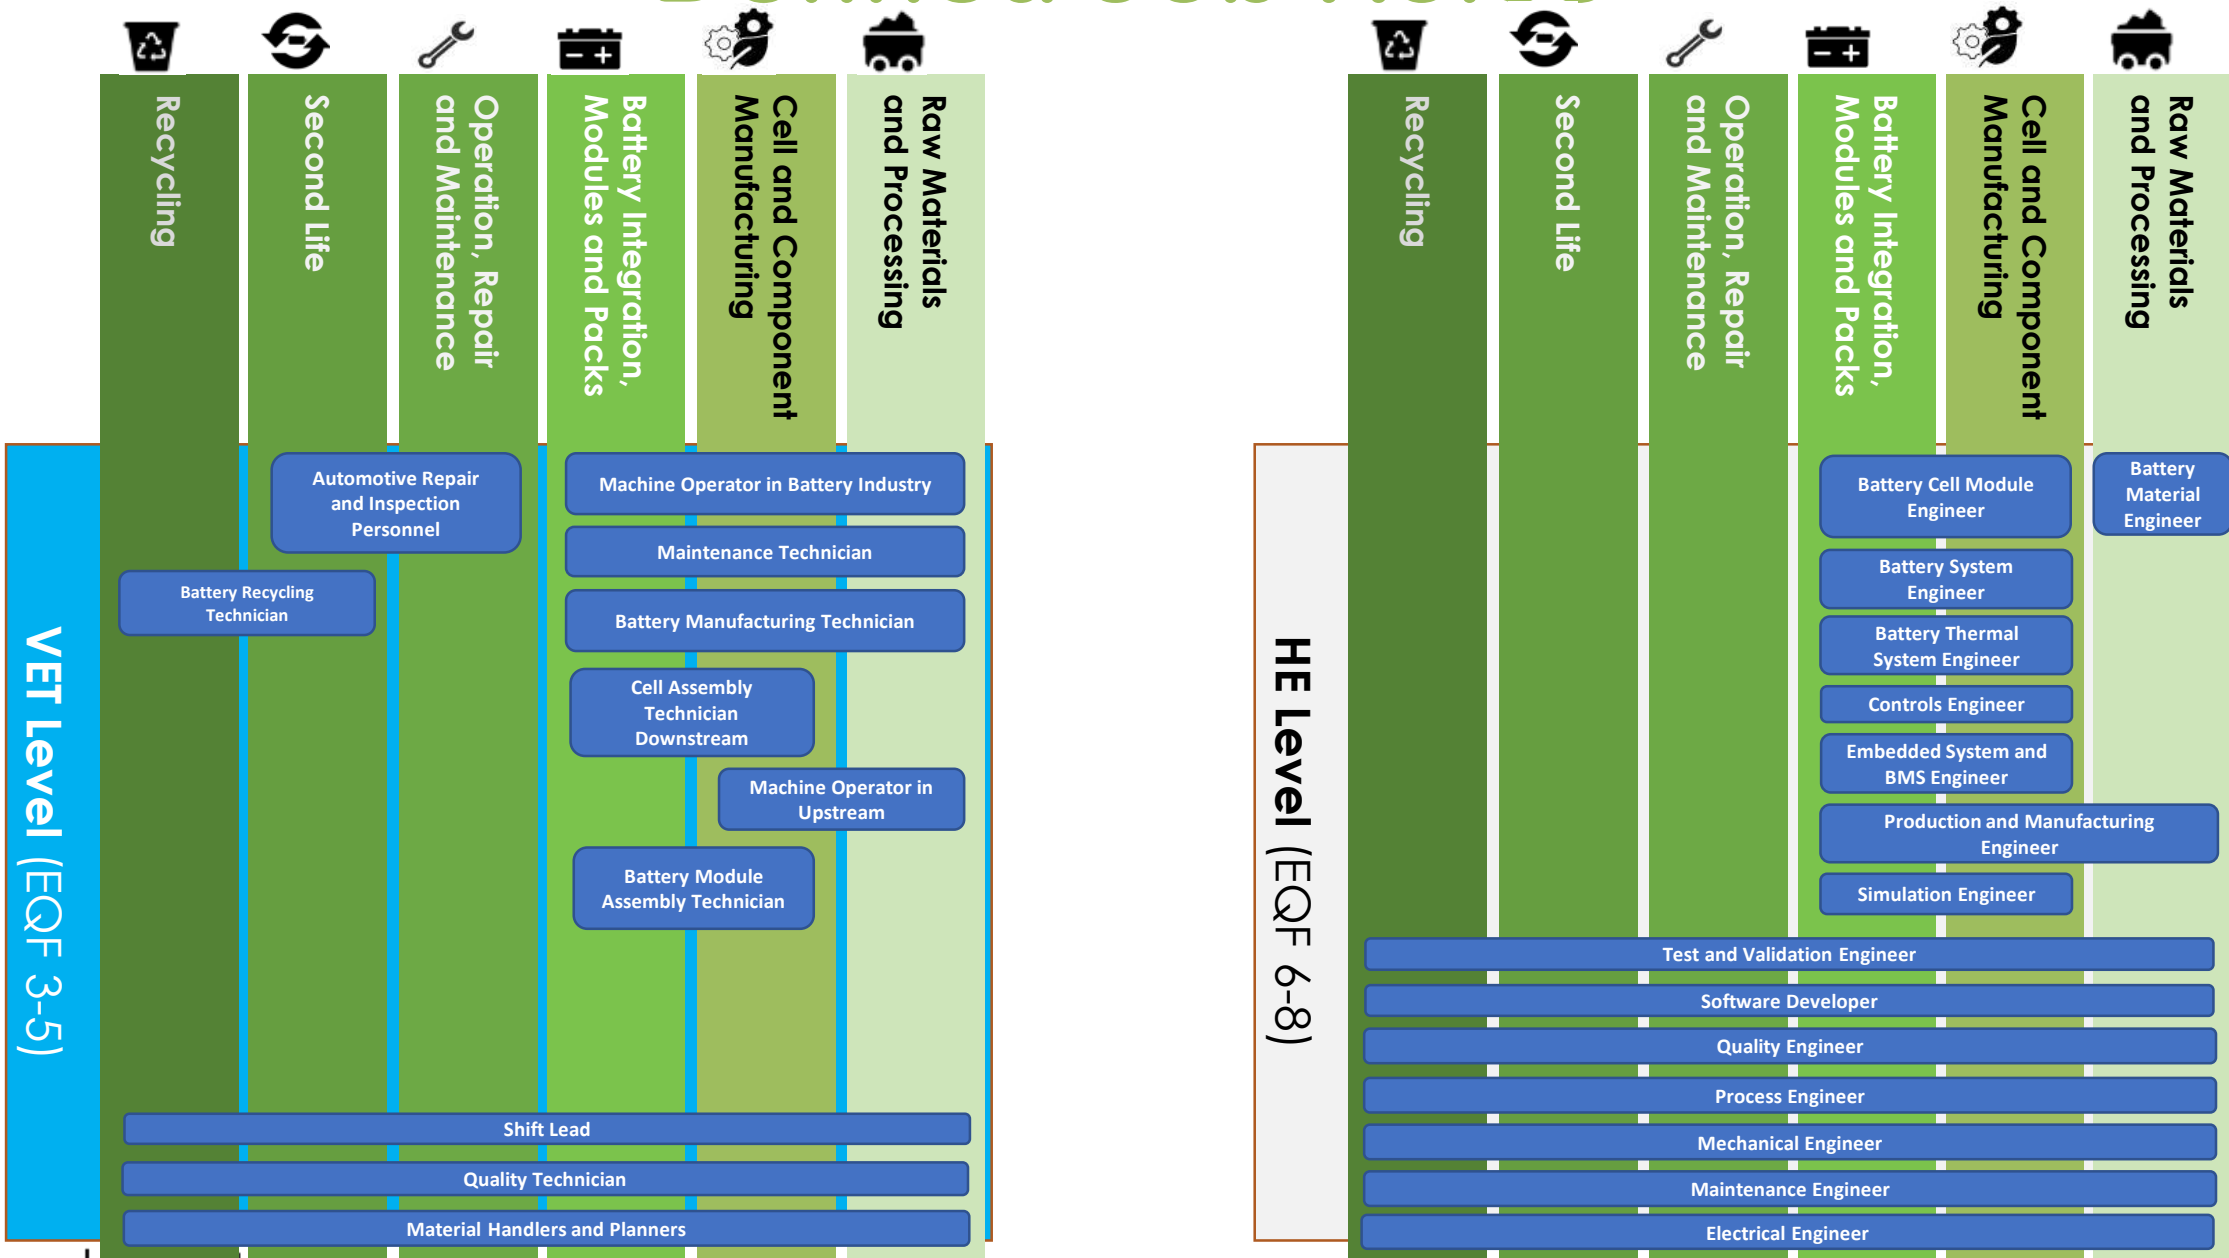 Recycling
Second Life
Operation, Repair
and Maintenance
Battery Integration,
Modules and Packs
Cell and Component
Manufacturing
Raw Materials
and Processing
VET Level (EQF 3-5)
Automotive Repair
and Inspection
Personnel
Machine Operator in Battery Industry
Maintenance Technician
Battery Recycling
Technician
Battery Manufacturing Technician
Cell Assembly
Technician
Downstream
Machine Operator in
Upstream
Battery Module
Assembly Technician
Shift Lead
Quality Technician
Material Handlers and Planners
Recycling
Second Life
Operation, Repair
and Maintenance
Battery Integration,
Modules and Packs
Cell and Component
Manufacturing
Raw Materials
and Processing
HE Level (EQF 6-8)
Battery Cell Module
Engineer
Battery
Material
Engineer
Battery System
Engineer
Battery Thermal
System Engineer
Controls Engineer
Embedded System and
BMS Engineer
Production and Manufacturing
Engineer
Simulation Engineer
Test and Validation Engineer
Software Developer
Quality Engineer
Process Engineer
Mechanical Engineer
Maintenance Engineer
Electrical Engineer